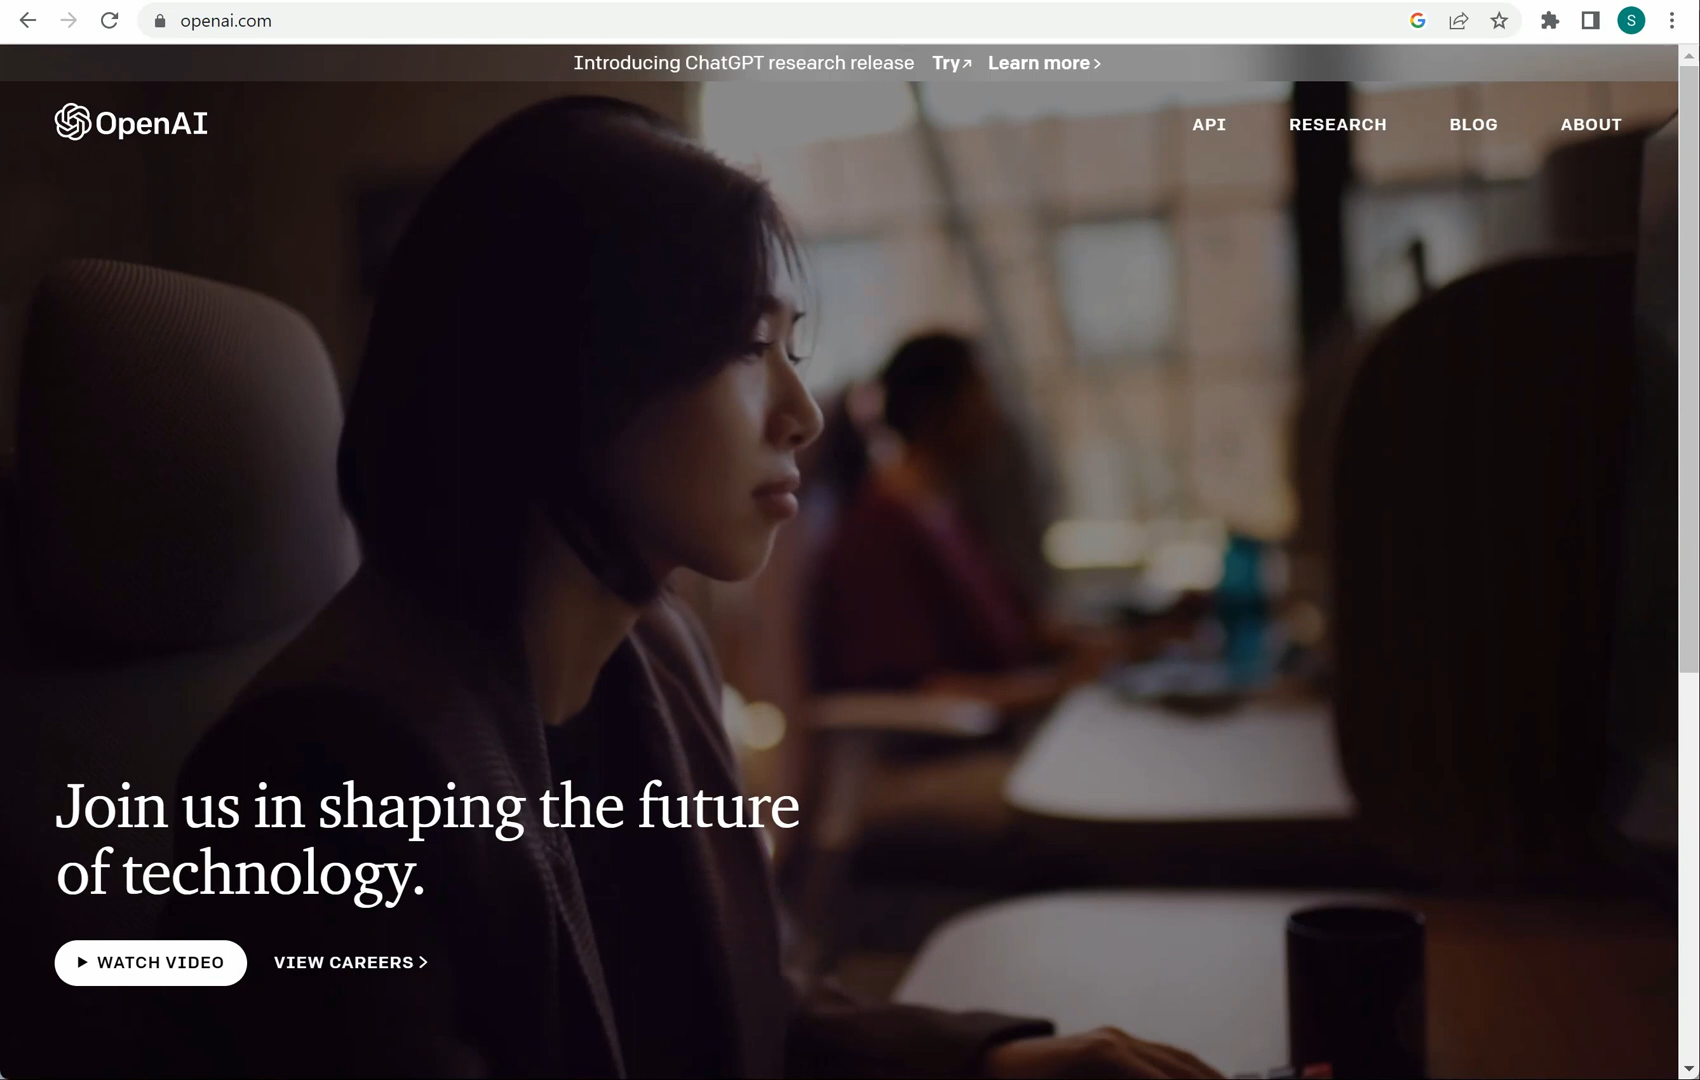 openai.com
S
Introducing ChatGPT research release Try↗ Learn more >
OpenAI
API RESEARCH BLOG ABOUT
Join us in shaping the future
of technology.
WATCH VIDEO VIEW CAREERS >